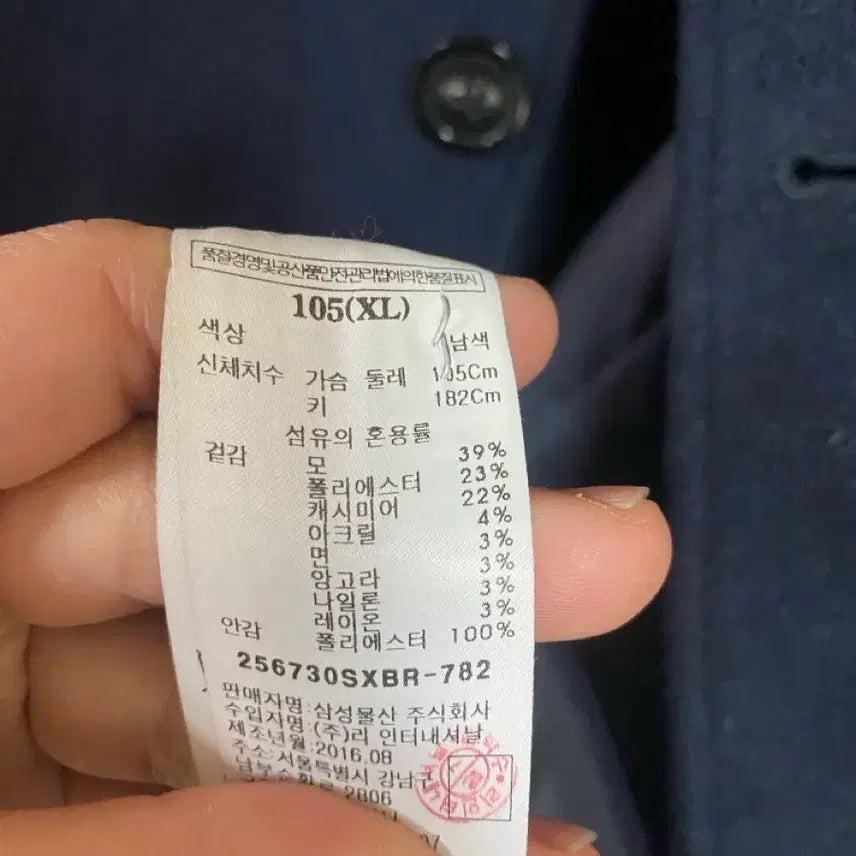 품질경영및공산품안전관리법에의한품질표시
105(XL)
색상 남색
신체치수 가슴 둘레 105Cm
키 182Cm
섬유의 혼용률
겉감 모 39%
폴리에스터 23%
캐시미어 22%
아크릴 4%
면 3%
앙고라 3%
나일론 3%
레이온 3%
안감 폴리에스터 100%
256730SXBR-782
판매자명:삼성물산 주식회사
수입자명:(주)리 인터내셔날
제조년월:2016.08
주소:서울특별시 강남구
남부순환로 2806